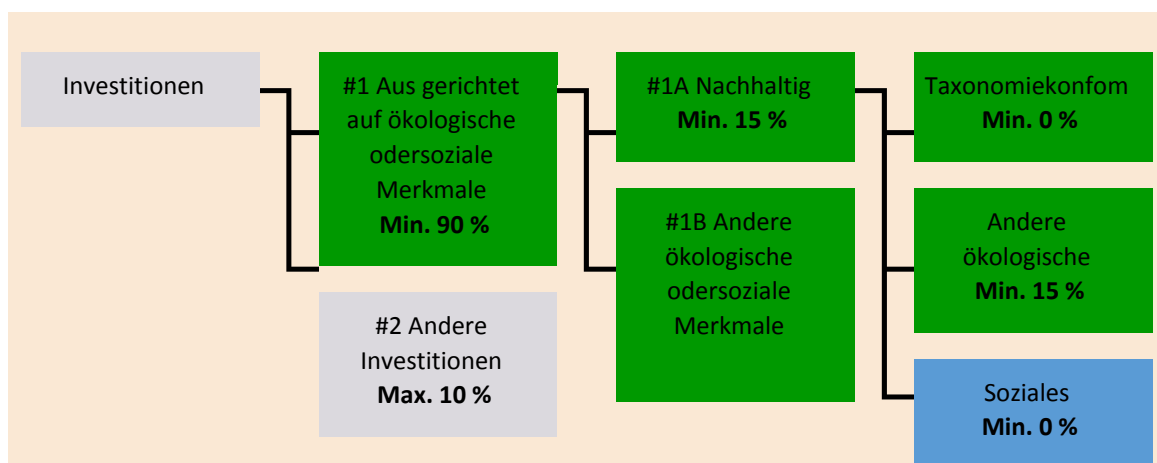 Investitionen
#1 Aus gerichtet
auf ökologische
odersoziale
Merkmale
Min. 90 %
#2 Andere
Investitionen
Max. 10 %
#1A Nachhaltig
Min. 15 %
#1B Andere
ökologische
odersoziale
Merkmale
Taxonomiekonfom
Min. 0 %
Andere
ökologische
Min. 15 %
Soziales
Min. 0 %